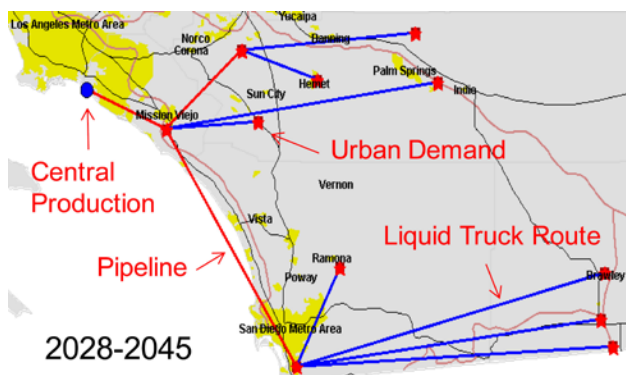 Yucaipa
Los Angeles Metro Area
Norco
Corona
Banning
Hemet
Palm Springs
Sun City
Indio
Mission Viejo
Urban Demand
Central
Production
Vernon
Vista
Liquid Truck Route
Pipeline
Ramona
Poway
Brawley
San Diego Metro Area
2028-2045